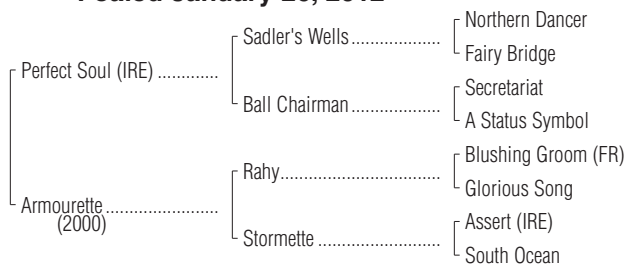 Foaled January 26, 2012
Northern Dancer
Sadler's Wells
Fairy Bridge
Perfect Soul (IRE)
Secretariat
Ball Chairman
A Status Symbol
Blushing Groom (FR)
Rahy
Glorious Song
Armourette
(2000)
Assert (IRE)
Stormette
South Ocean